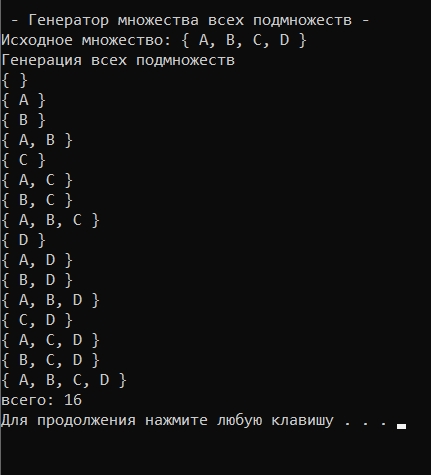 - Генератор множества всех подмножеств -
Исходное множество: { A, B, C, D }
Генерация всех подмножеств
{ }
{ A }
{ B }
{ A, B }
{ C }
{ A, C }
{ B, C }
{ A, B, C }
{ D }
{ A, D }
{ B, D }
{ A, B, D }
{ C, D }
{ A, C, D }
{ B, C, D }
{ A, B, C, D }
всего: 16
Для продолжения нажмите любую клавишу . . .